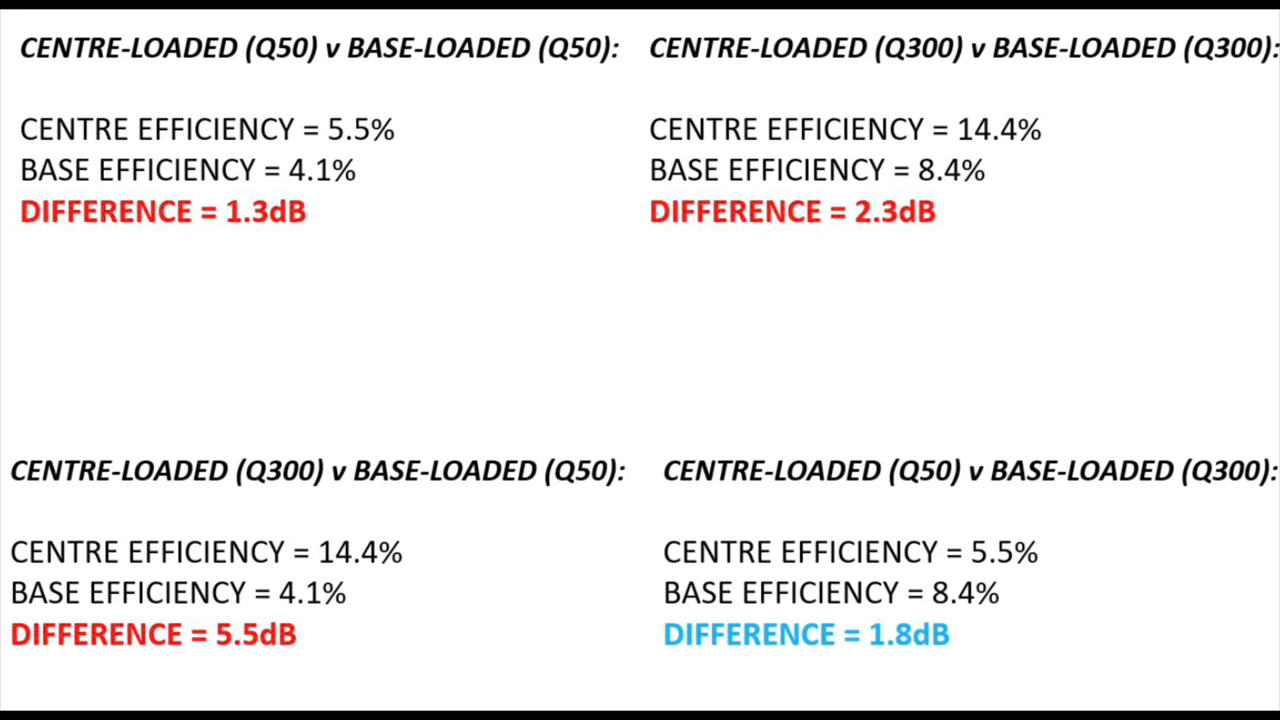 CENTRE-LOADED (Q50) v BASE-LOADED (Q50):
CENTRE EFFICIENCY = 5.5%
BASE EFFICIENCY = 4.1%
DIFFERENCE = 1.3dB
CENTRE-LOADED (Q300) v BASE-LOADED (Q300):
CENTRE EFFICIENCY = 14.4%
BASE EFFICIENCY = 8.4%
DIFFERENCE = 2.3dB
CENTRE-LOADED (Q300) v BASE-LOADED (Q50):
CENTRE EFFICIENCY = 14.4%
BASE EFFICIENCY = 4.1%
DIFFERENCE = 5.5dB
CENTRE-LOADED (Q50) v BASE-LOADED (Q300):
CENTRE EFFICIENCY = 5.5%
BASE EFFICIENCY = 8.4%
DIFFERENCE = 1.8dB